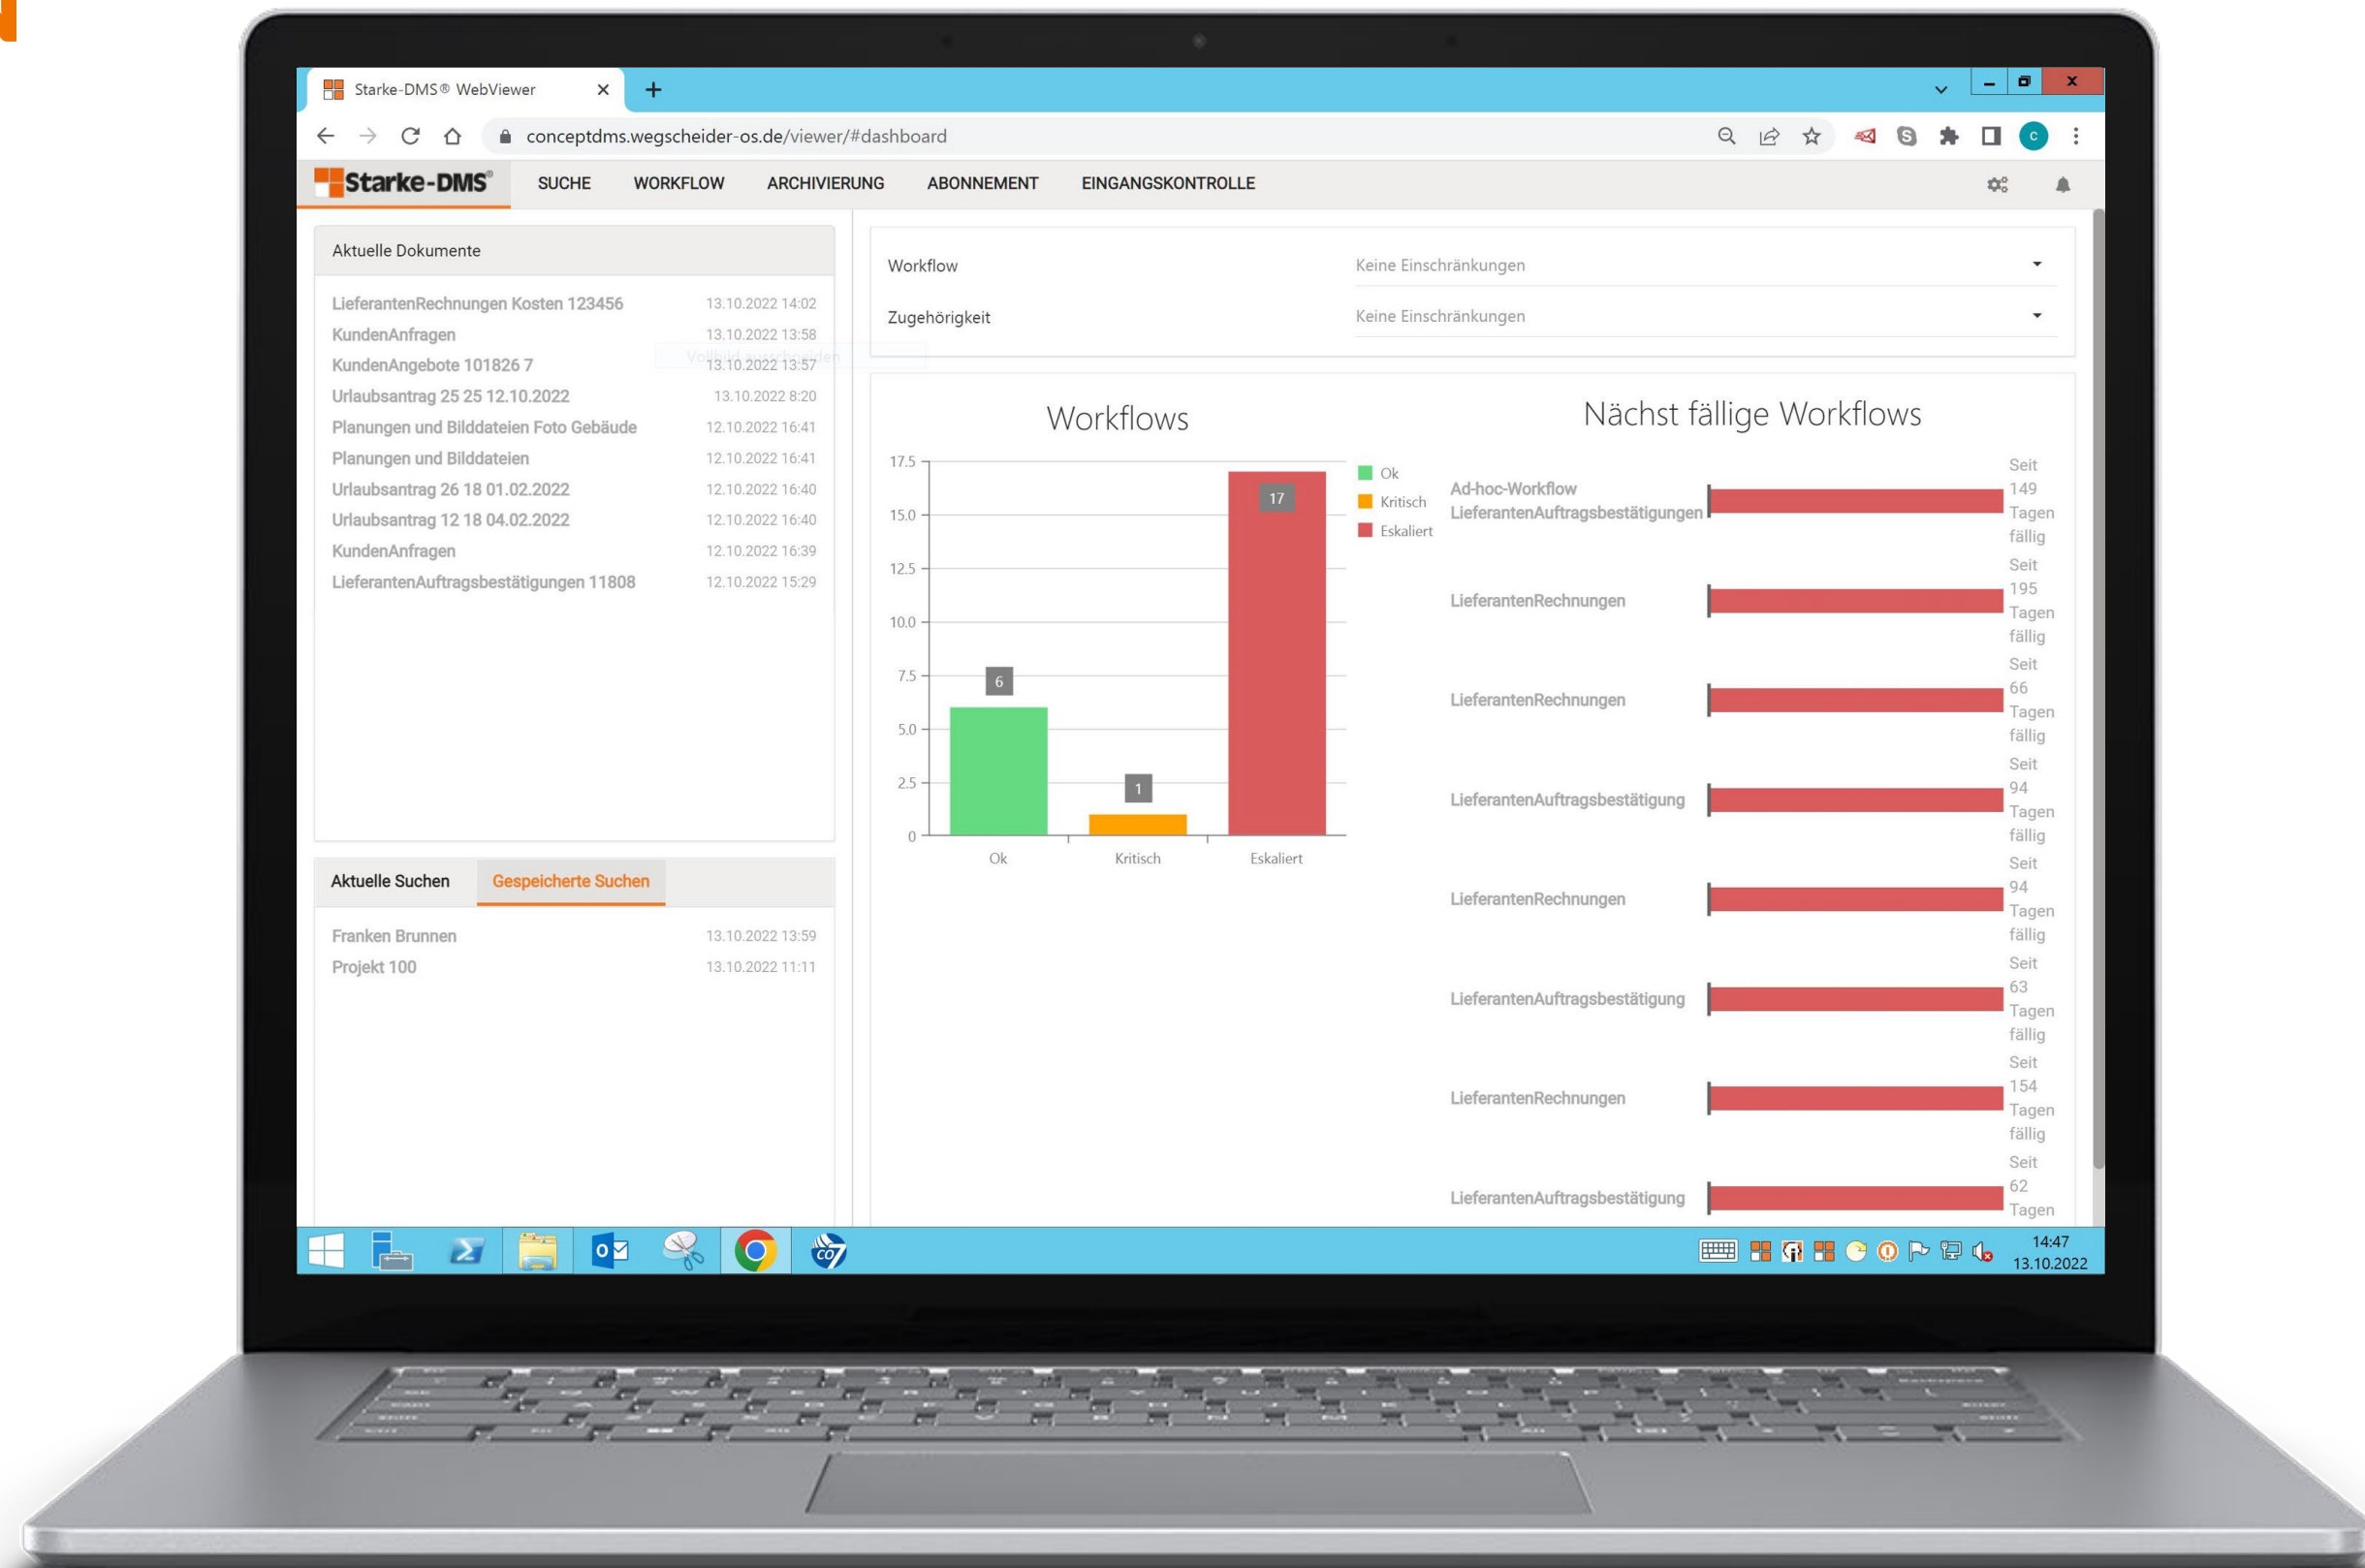 Starke-DMS® WebViewer
conceptdms.wegscheider-os.de/viewer/#dashboard
Starke-DMS®
SUCHE WORKFLOW ARCHIVIERUNG ABONNEMENT EINGANGSKONTROLLE
Aktuelle Dokumente
LieferantenRechnungen Kosten 123456 13.10.2022 14:02
KundenAnfragen 13.10.2022 13:58
KundenAngebote 101826 7 13.10.2022 13:57
Urlaubsantrag 25 25 12.10.2022 13.10.2022 8:20
Planungen und Bilddateien Foto Gebäude 12.10.2022 16:41
Planungen und Bilddateien 12.10.2022 16:41
Urlaubsantrag 26 18 01.02.2022 12.10.2022 16:40
Urlaubsantrag 12 18 04.02.2022 12.10.2022 16:40
KundenAnfragen 12.10.2022 16:39
LieferantenAuftragsbestätigungen 11808 12.10.2022 15:29
Aktuelle Suchen Gespeicherte Suchen
Franken Brunnen 13.10.2022 13:59
Projekt 100 13.10.2022 11:11
Workflow Keine Einschränkungen
Zugehörigkeit Keine Einschränkungen
Workflows
17.5
15.0
12.5
10.0
7.5
5.0
2.5
0
6
1
17
Ok Kritisch Eskaliert
Ok
Kritisch
Eskaliert
Nächst fällige Workflows
Ad-hoc-Workflow
LieferantenAuftragsbestätigungen
Seit
149
Tagen
fällig
LieferantenRechnungen
Seit
195
Tagen
fällig
LieferantenRechnungen
Seit
66
Tagen
fällig
LieferantenAuftragsbestätigung
Seit
94
Tagen
fällig
LieferantenRechnungen
Seit
94
Tagen
fällig
LieferantenAuftragsbestätigung
Seit
63
Tagen
fällig
LieferantenRechnungen
Seit
154
Tagen
fällig
LieferantenAuftragsbestätigung
Seit
62
Tagen
14:47
13.10.2022